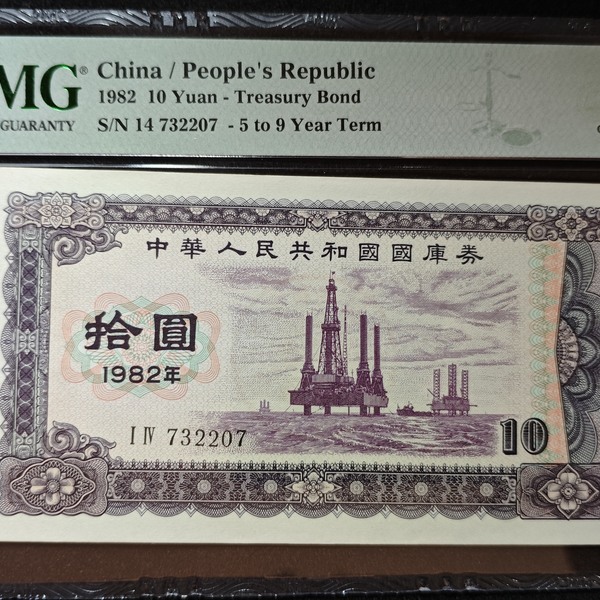 MG® China / People's Republic
1982 10 Yuan - Treasury Bond
GUARANTY S/N 14 732207 - 5 to 9 Year Term
中華人民共和國國庫券
拾圓
1982年
I IV 732207
10